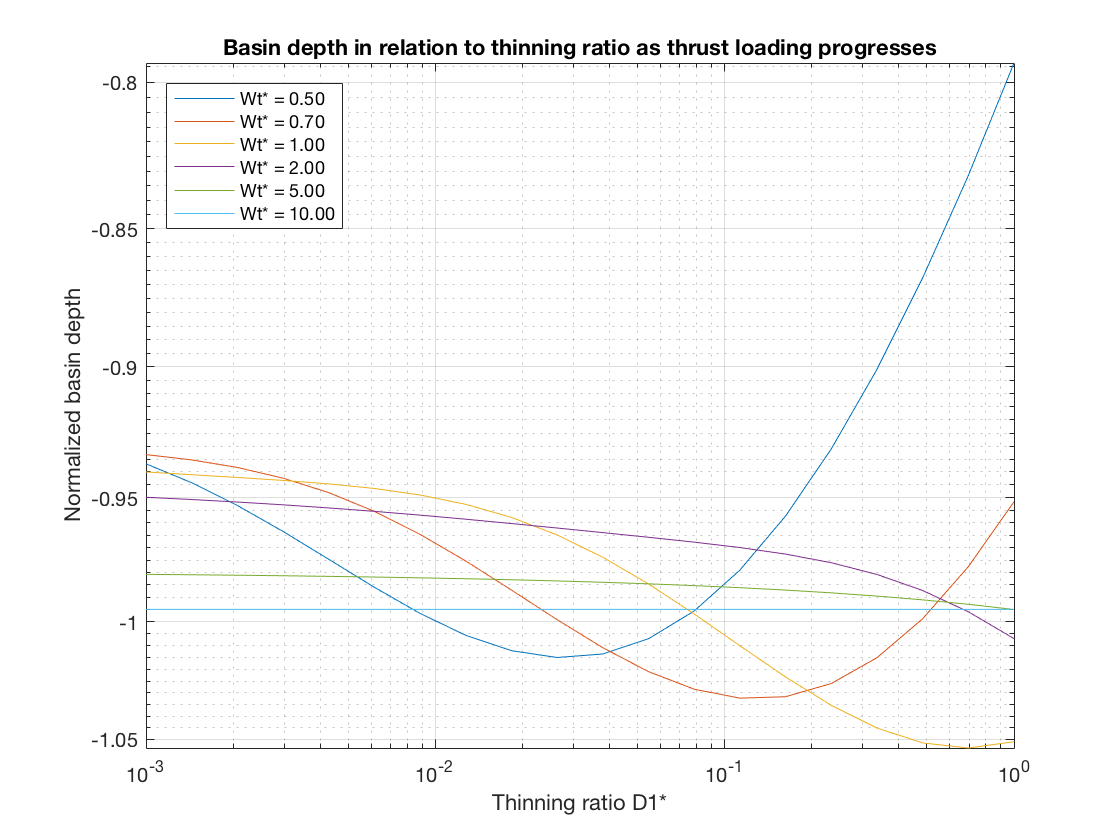 Basin depth in relation to thinning ratio as thrust loading progresses
-0.8
Wt* = 0.50
Wt* = 0.70
Wt* = 1.00
Wt* = 2.00
Wt* = 5.00
Wt* = 10.00
-0.85
-0.9
-0.95
-1
-1.05
Normalized basin depth
10⁻³ 10⁻² 10⁻¹ 10⁰
Thinning ratio D1*